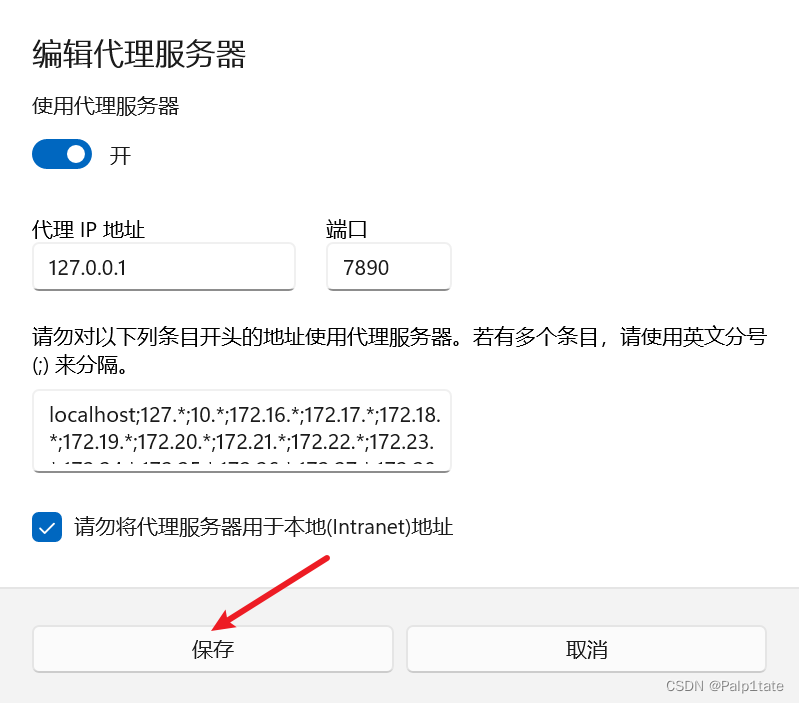 编辑代理服务器
使用代理服务器
开
代理 IP 地址
端口
127.0.0.1
7890
请勿对以下列条目开头的地址使用代理服务器。若有多个条目，请使用英文分号
(;) 来分隔。
localhost;127.*;10.*;172.16.*;172.17.*;172.18.
*;172.19.*;172.20.*;172.21.*;172.22.*;172.23.
请勿将代理服务器用于本地(Intranet)地址
保存
取消
CSDN @Palp1tate